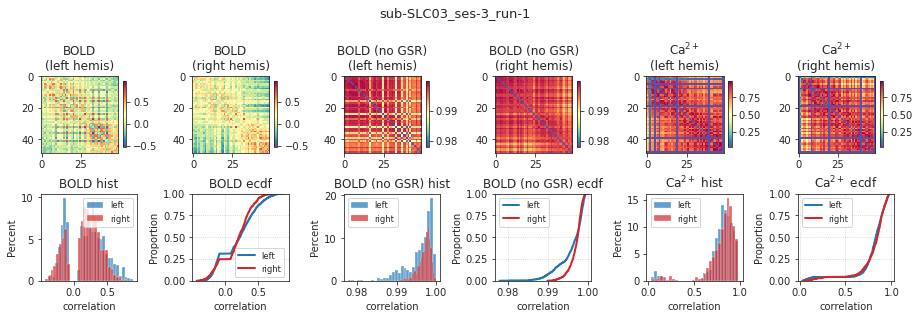 sub-SLC03_ses-3_run-1
BOLD
(left hemis)
BOLD
(right hemis)
BOLD (no GSR)
(left hemis)
BOLD (no GSR)
(right hemis)
Ca2+
(left hemis)
Ca2+
(right hemis)
0 20 40 0 25 0.5 0.0 −0.5
0 20 40 0 25 0.5 0.0 −0.5
0 20 40 0 25 0.99 0.98
0 20 40 0 25 0.99 0.98
0 20 40 0 25 0.75 0.50 0.25
0 20 40 0 25 0.75 0.50 0.25
BOLD hist
Percent
10 5 0
left
right
0.0 0.5
correlation
BOLD ecdf
Proportion
1.00 0.75 0.50 0.25 0.00
left
right
0.0 0.5
correlation
BOLD (no GSR) hist
Percent
20 10 0
left
right
0.98 0.99 1.00
correlation
BOLD (no GSR) ecdf
Proportion
1.00 0.75 0.50 0.25 0.00
left
right
0.98 0.99 1.00
correlation
Ca2+ hist
Percent
15 10 5 0
left
right
0.0 0.5 1.0
correlation
Ca2+ ecdf
Proportion
1.00 0.75 0.50 0.25 0.00
left
right
0.0 0.5 1.0
correlation